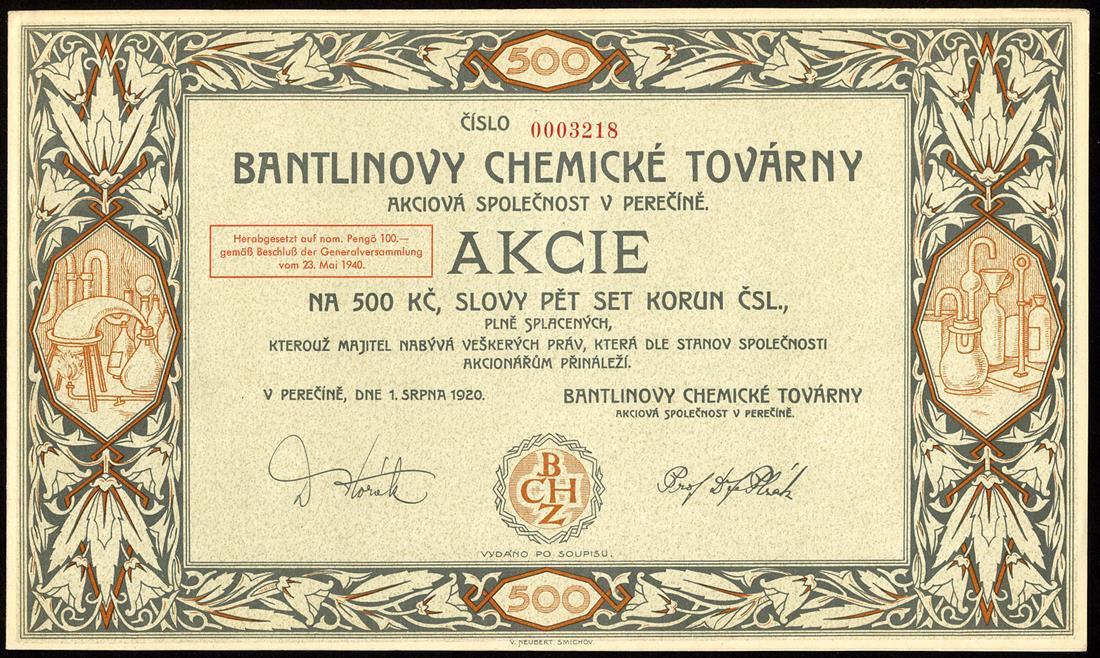 500
ČÍSLO 0003218
BANTLINOVY CHEMICKÉ TOVÁRNY
AKCIOVÁ SPOLEČNOST V PEREČÍNĚ.
Herabgesetzt auf nom. Pengö 100.—
gemäß Beschluß der Generalversammlung
vom 23. Mai 1940.
AKCIE
NA 500 KČ, SLOVY PĚT SET KORUN ČSL.,
PLNĚ SPLACENÝCH,
KTEROUŽ MAJITEL NABÝVÁ VEŠKERÝCH PRÁV, KTERÁ DLE STANOV SPOLEČNOSTI
AKCIONÁŘŮM PŘINÁLEŽÍ.
V PEREČÍNĚ, DNE 1. SRPNA 1920.
BANTLINOVY CHEMICKÉ TOVÁRNY
AKCIOVÁ SPOLEČNOST V PEREČÍNĚ.
D Horák
Prof
B
CH
Z
VYDÁNO PO SOUPISU.
500
V. NEUBERT. SMÍCHOV.